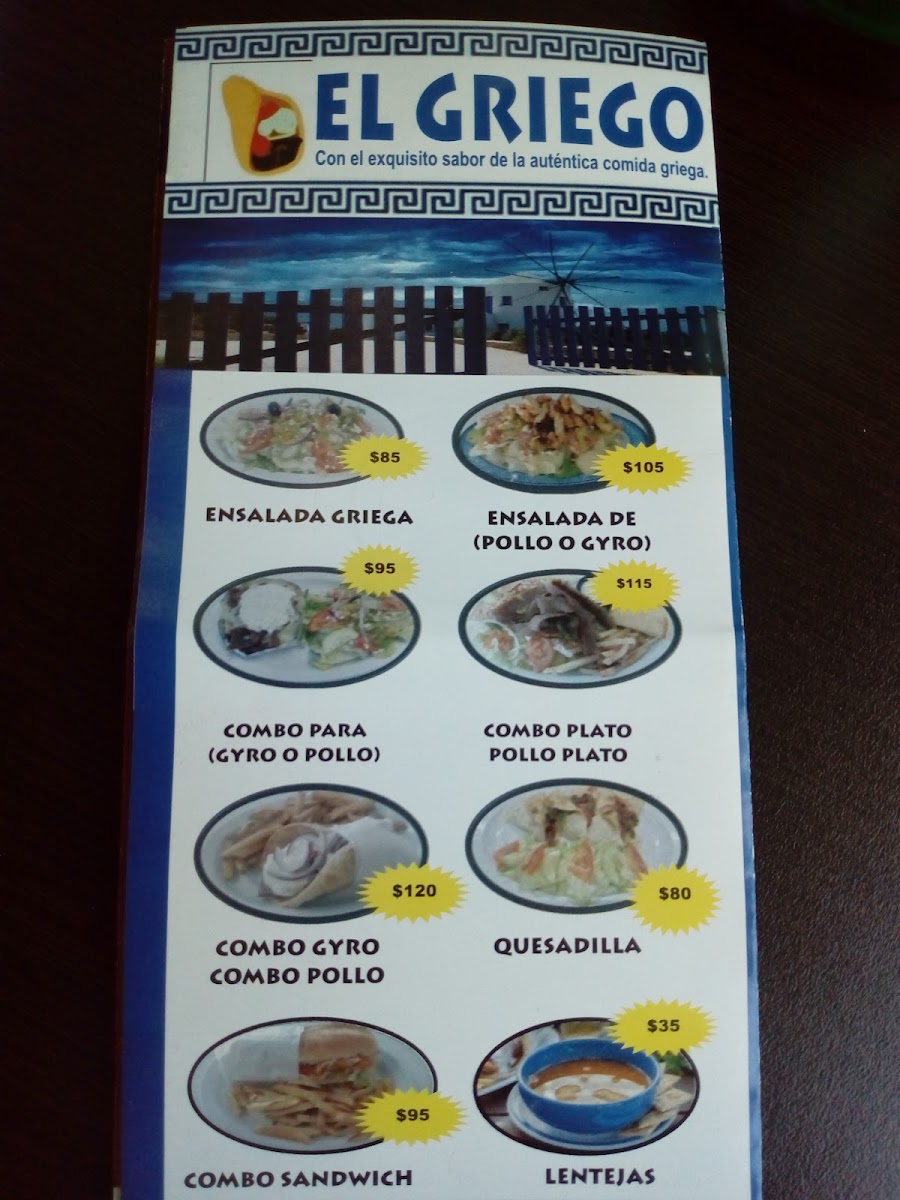 EL GRIEGO
Con el exquisito sabor de la auténtica comida griega.
$85
$105
ENSALADA GRIEGA
ENSALADA DE
(POLLO O GYRO)
$95
$115
COMBO PARA
(GYRO O POLLO)
COMBO PLATO
POLLO PLATO
$120
$80
COMBO GYRO
COMBO POLLO
QUESADILLA
$95
$35
COMBO SANDWICH
LENTEJAS